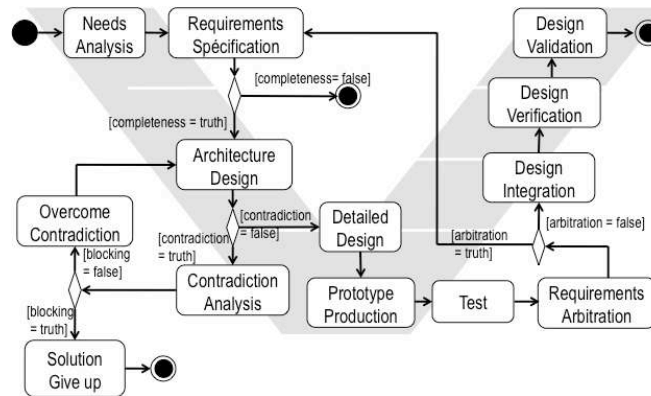 Needs
Analysis
Requirements
Spécification
[completeness= false]
[completeness = truth]
Architecture
Design
[contradiction
= false]
[contradiction
= truth]
Contradiction
Analysis
Overcome
Contradiction
[blocking
= false]
[blocking
= truth]
Solution
Give up
Detailed
Design
Prototype
Production
Test
Requirements
Arbitration
[arbitration
= truth]
[arbitration = false]
Design
Integration
Design
Verification
Design
Validation